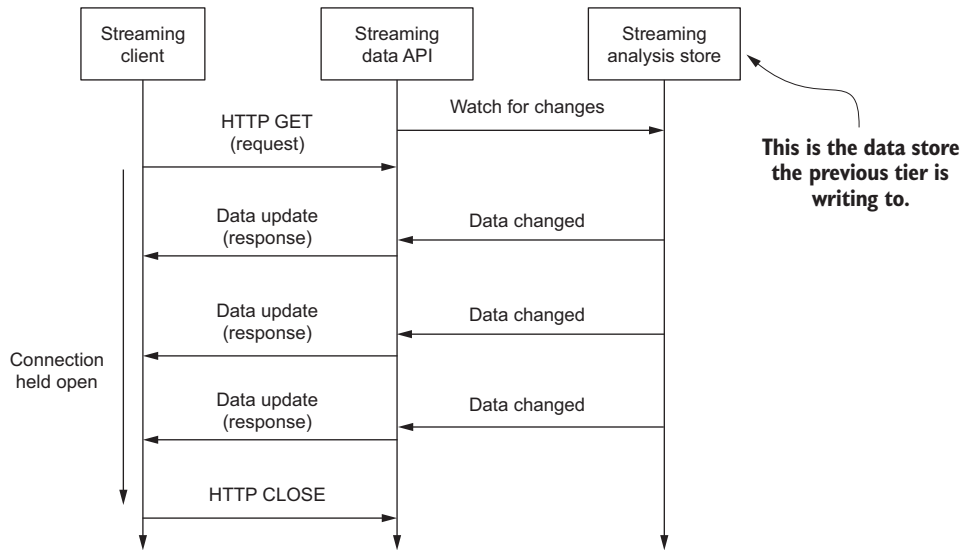 Streaming
client
Streaming
data API
Streaming
analysis store
Watch for changes
HTTP GET
(request)
This is the data store
the previous tier is
writing to.
Data update
(response)
Data changed
Data update
(response)
Data changed
Connection
held open
Data update
(response)
Data changed
HTTP CLOSE